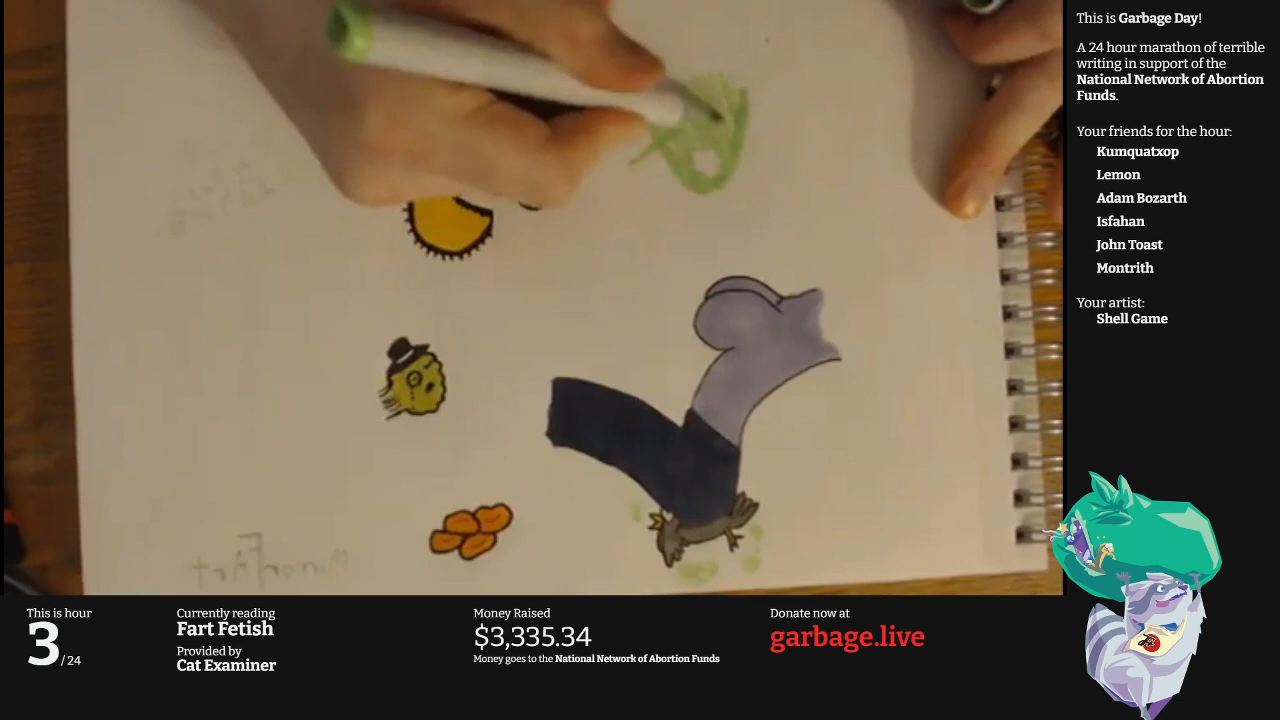 This is Garbage Day!
A 24 hour marathon of terrible
writing in support of the
National Network of Abortion
Funds.
Your friends for the hour:
Kumquatxop
Lemon
Adam Bozarth
Isfahan
John Toast
Montrith
Your artist:
Shell Game
This is hour
3/24
Currently reading
Fart Fetish
Provided by
Cat Examiner
Money Raised
$3,335.34
Money goes to the National Network of Abortion Funds
Donate now at
garbage.live